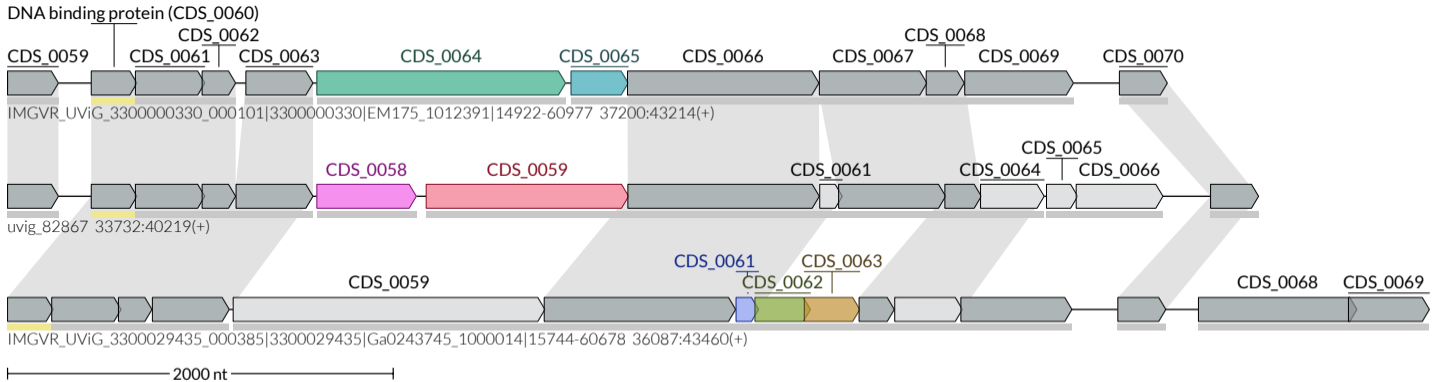 DNA binding protein (CDS_0060)
CDS_0062 CDS_0068
CDS_0059 CDS_0061 CDS_0063 CDS_0064 CDS_0065 CDS_0066 CDS_0067 CDS_0069 CDS_0070
IMGVR_UViG_3300000330_000101|3300000330|EM175_1012391|14922-60977 37200:43214(+)
CDS_0065
CDS_0058 CDS_0059 CDS_0061 CDS_0064 CDS_0066
uvig_82867 33732:40219(+)
CDS_0061 CDS_0063
CDS_0059 CDS_0062 CDS_0068 CDS_0069
IMGVR_UViG_3300029435_000385|3300029435|Ga0243745_1000014|15744-60678 36087:43460(+)
2000 nt